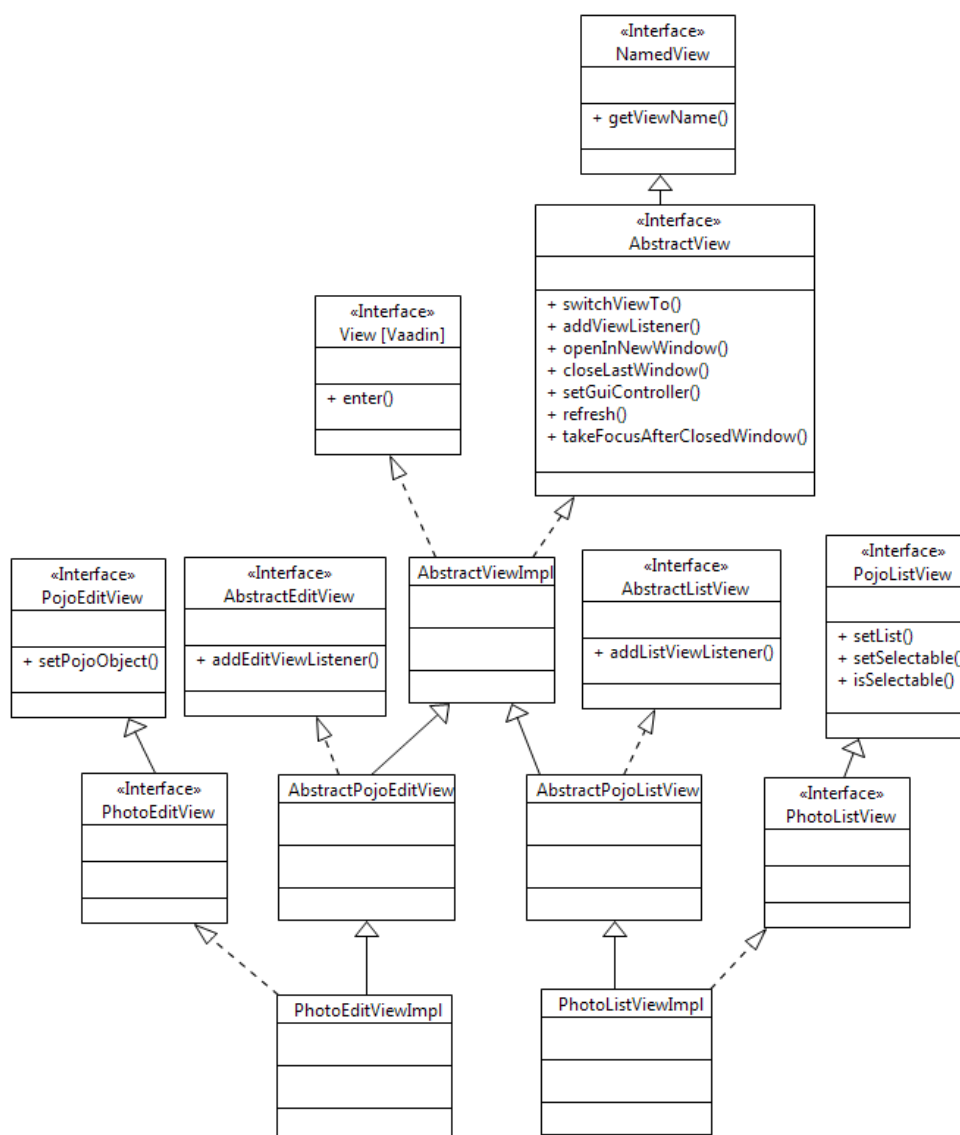 «Interface»
NamedView
+ getViewName()
«Interface»
AbstractView
+ switchViewTo()
+ addViewListener()
+ openInNewWindow()
+ closeLastWindow()
+ setGuiController()
+ refresh()
+ takeFocusAfterClosedWindow()
«Interface»
View [Vaadin]
+ enter()
«Interface»
PojoEditView
+ setPojoObject()
«Interface»
AbstractEditView
+ addEditViewListener()
AbstractViewImpl
«Interface»
AbstractListView
+ addListViewListener()
«Interface»
PojoListView
+ setList()
+ setSelectable()
+ isSelectable()
«Interface»
PhotoEditView
AbstractPojoEditView
AbstractPojoListView
«Interface»
PhotoListView
PhotoEditViewImpl
PhotoListViewImpl